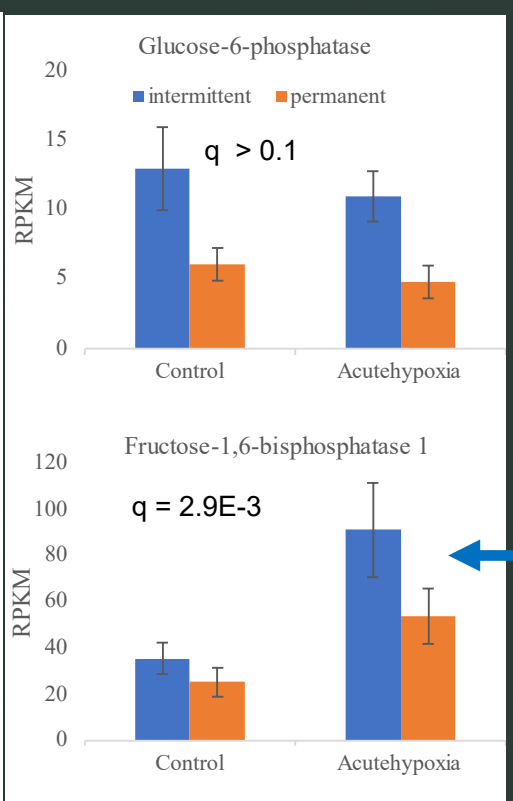 Glucose-6-phosphatase
20
intermittent permanent
15
q > 0.1
10
RPKM
5
0
Control Acutehypoxia
Fructose-1,6-bisphosphatase 1
120
100
q = 2.9E-3
80
60
RPKM
40
20
0
Control Acutehypoxia